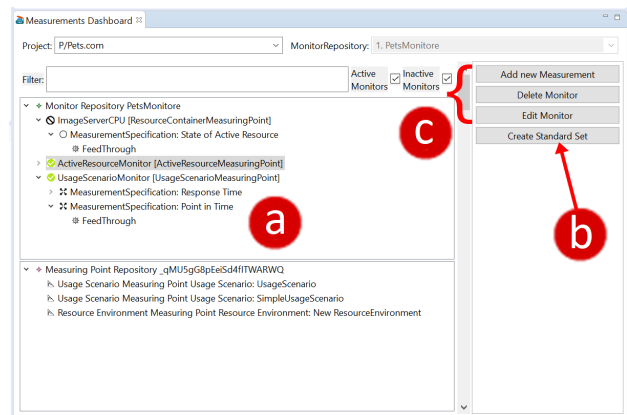 Measurements Dashboard
Project: P/Pets.com MonitorRepository: 1. PetsMonitore
Filter: Active Monitors Inactive Monitors
Add new Measurement
Delete Monitor
Edit Monitor
Create Standard Set
Monitor Repository PetsMonitore
ImageServerCPU [ResourceContainerMeasuringPoint]
MeasurementSpecification: State of Active Resource
FeedThrough
ActiveResourceMonitor [ActiveResourceMeasuringPoint]
UsageScenarioMonitor [UsageScenarioMeasuringPoint]
MeasurementSpecification: Response Time
MeasurementSpecification: Point in Time
FeedThrough
a
b
c
Measuring Point Repository _qMU5gG8pEeiSd4fITWARWQ
Usage Scenario Measuring Point Usage Scenario: UsageScenario
Usage Scenario Measuring Point Usage Scenario: SimpleUsageScenario
Resource Environment Measuring Point Resource Environment: New ResourceEnvironment